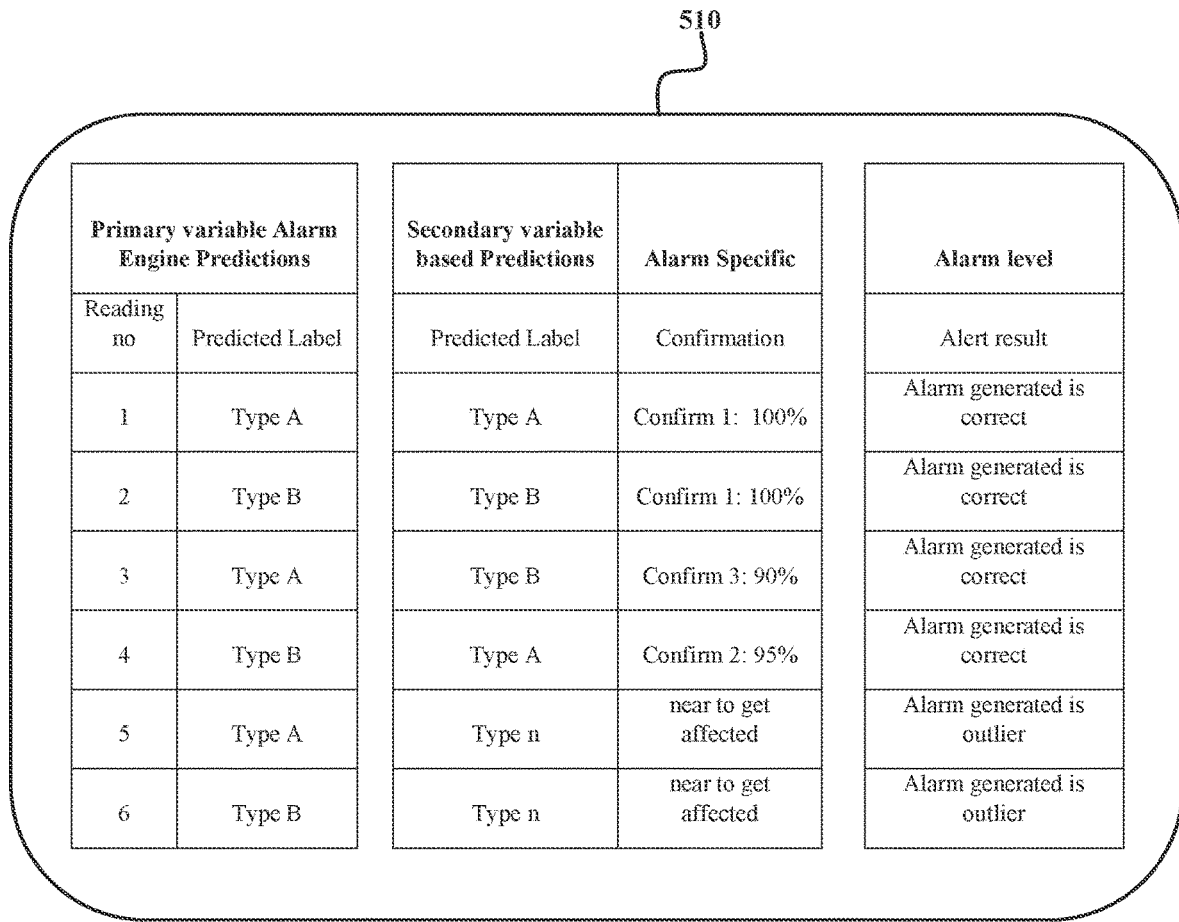 510
Primary variable Alarm
Engine Predictions
Secondary variable
based Predictions
Alarm Specific
Alarm level
Reading
no
Predicted Label
Predicted Label
Confirmation
Alert result
1
Type A
Type A
Confirm 1: 100%
Alarm generated is
correct
2
Type B
Type B
Confirm 1: 100%
Alarm generated is
correct
3
Type A
Type B
Confirm 3: 90%
Alarm generated is
correct
4
Type B
Type A
Confirm 2: 95%
Alarm generated is
correct
5
Type A
Type n
near to get
affected
Alarm generated is
outlier
6
Type B
Type n
near to get
affected
Alarm generated is
outlier